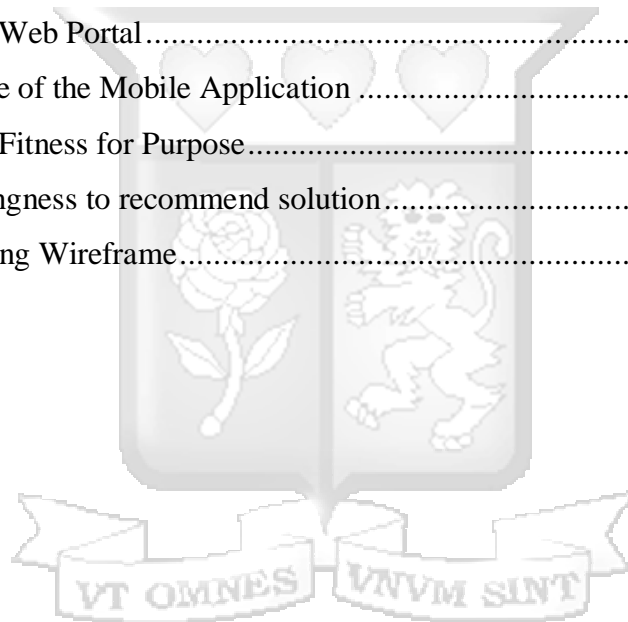 Web Portal..........................................................
e of the Mobile Application ..................................
Fitness for Purpose...............................................
ngness to recommend solution..............................
ng Wireframe.......................................................
VT OMNES VNVM SINT